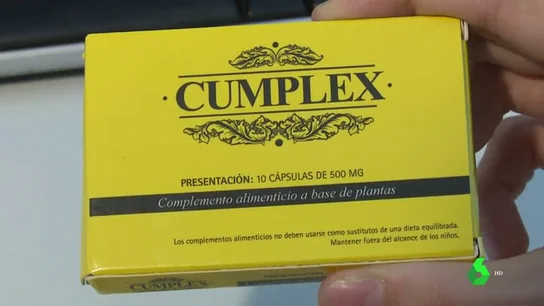 · CUMPLEX ·
PRESENTACIÓN: 10 CÁPSULAS DE 500 MG
Complemento alimenticio a base de plantas
Los complementos alimenticios no deben usarse como sustitutos de una dieta equilibrada.
Mantener fuera del alcance de los niños.
CUMPLEX
HD